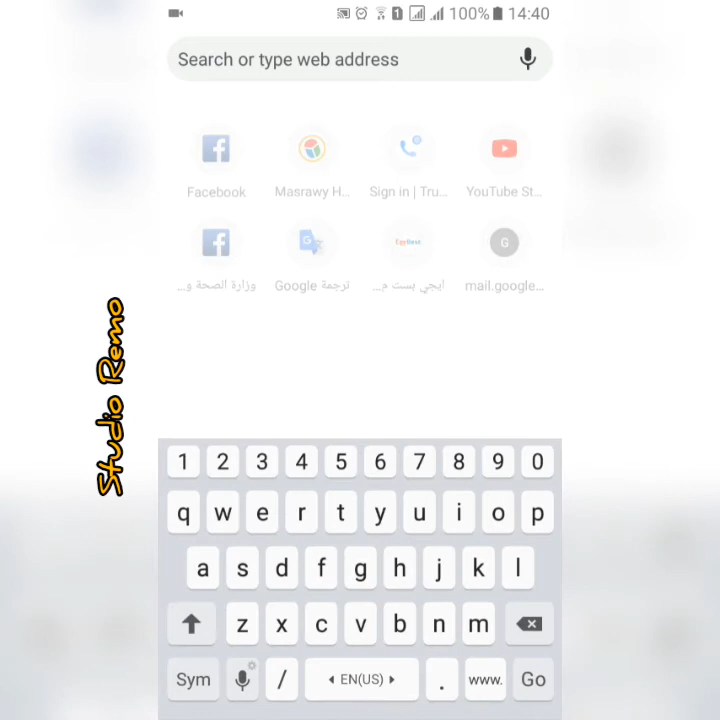 100% 14:40
Search or type web address
Facebook
Masrawy H...
Sign in | Tru...
YouTube St...
EgyBest
G
وزارة الصحة و...
ترجمة Google
ايجي بست م...
mail.google...
Studio Remo
1 2 3 4 5 6 7 8 9 0
q w e r t y u i o p
a s d f g h j k l
z x c v b n m
Sym / EN(US) . www. Go